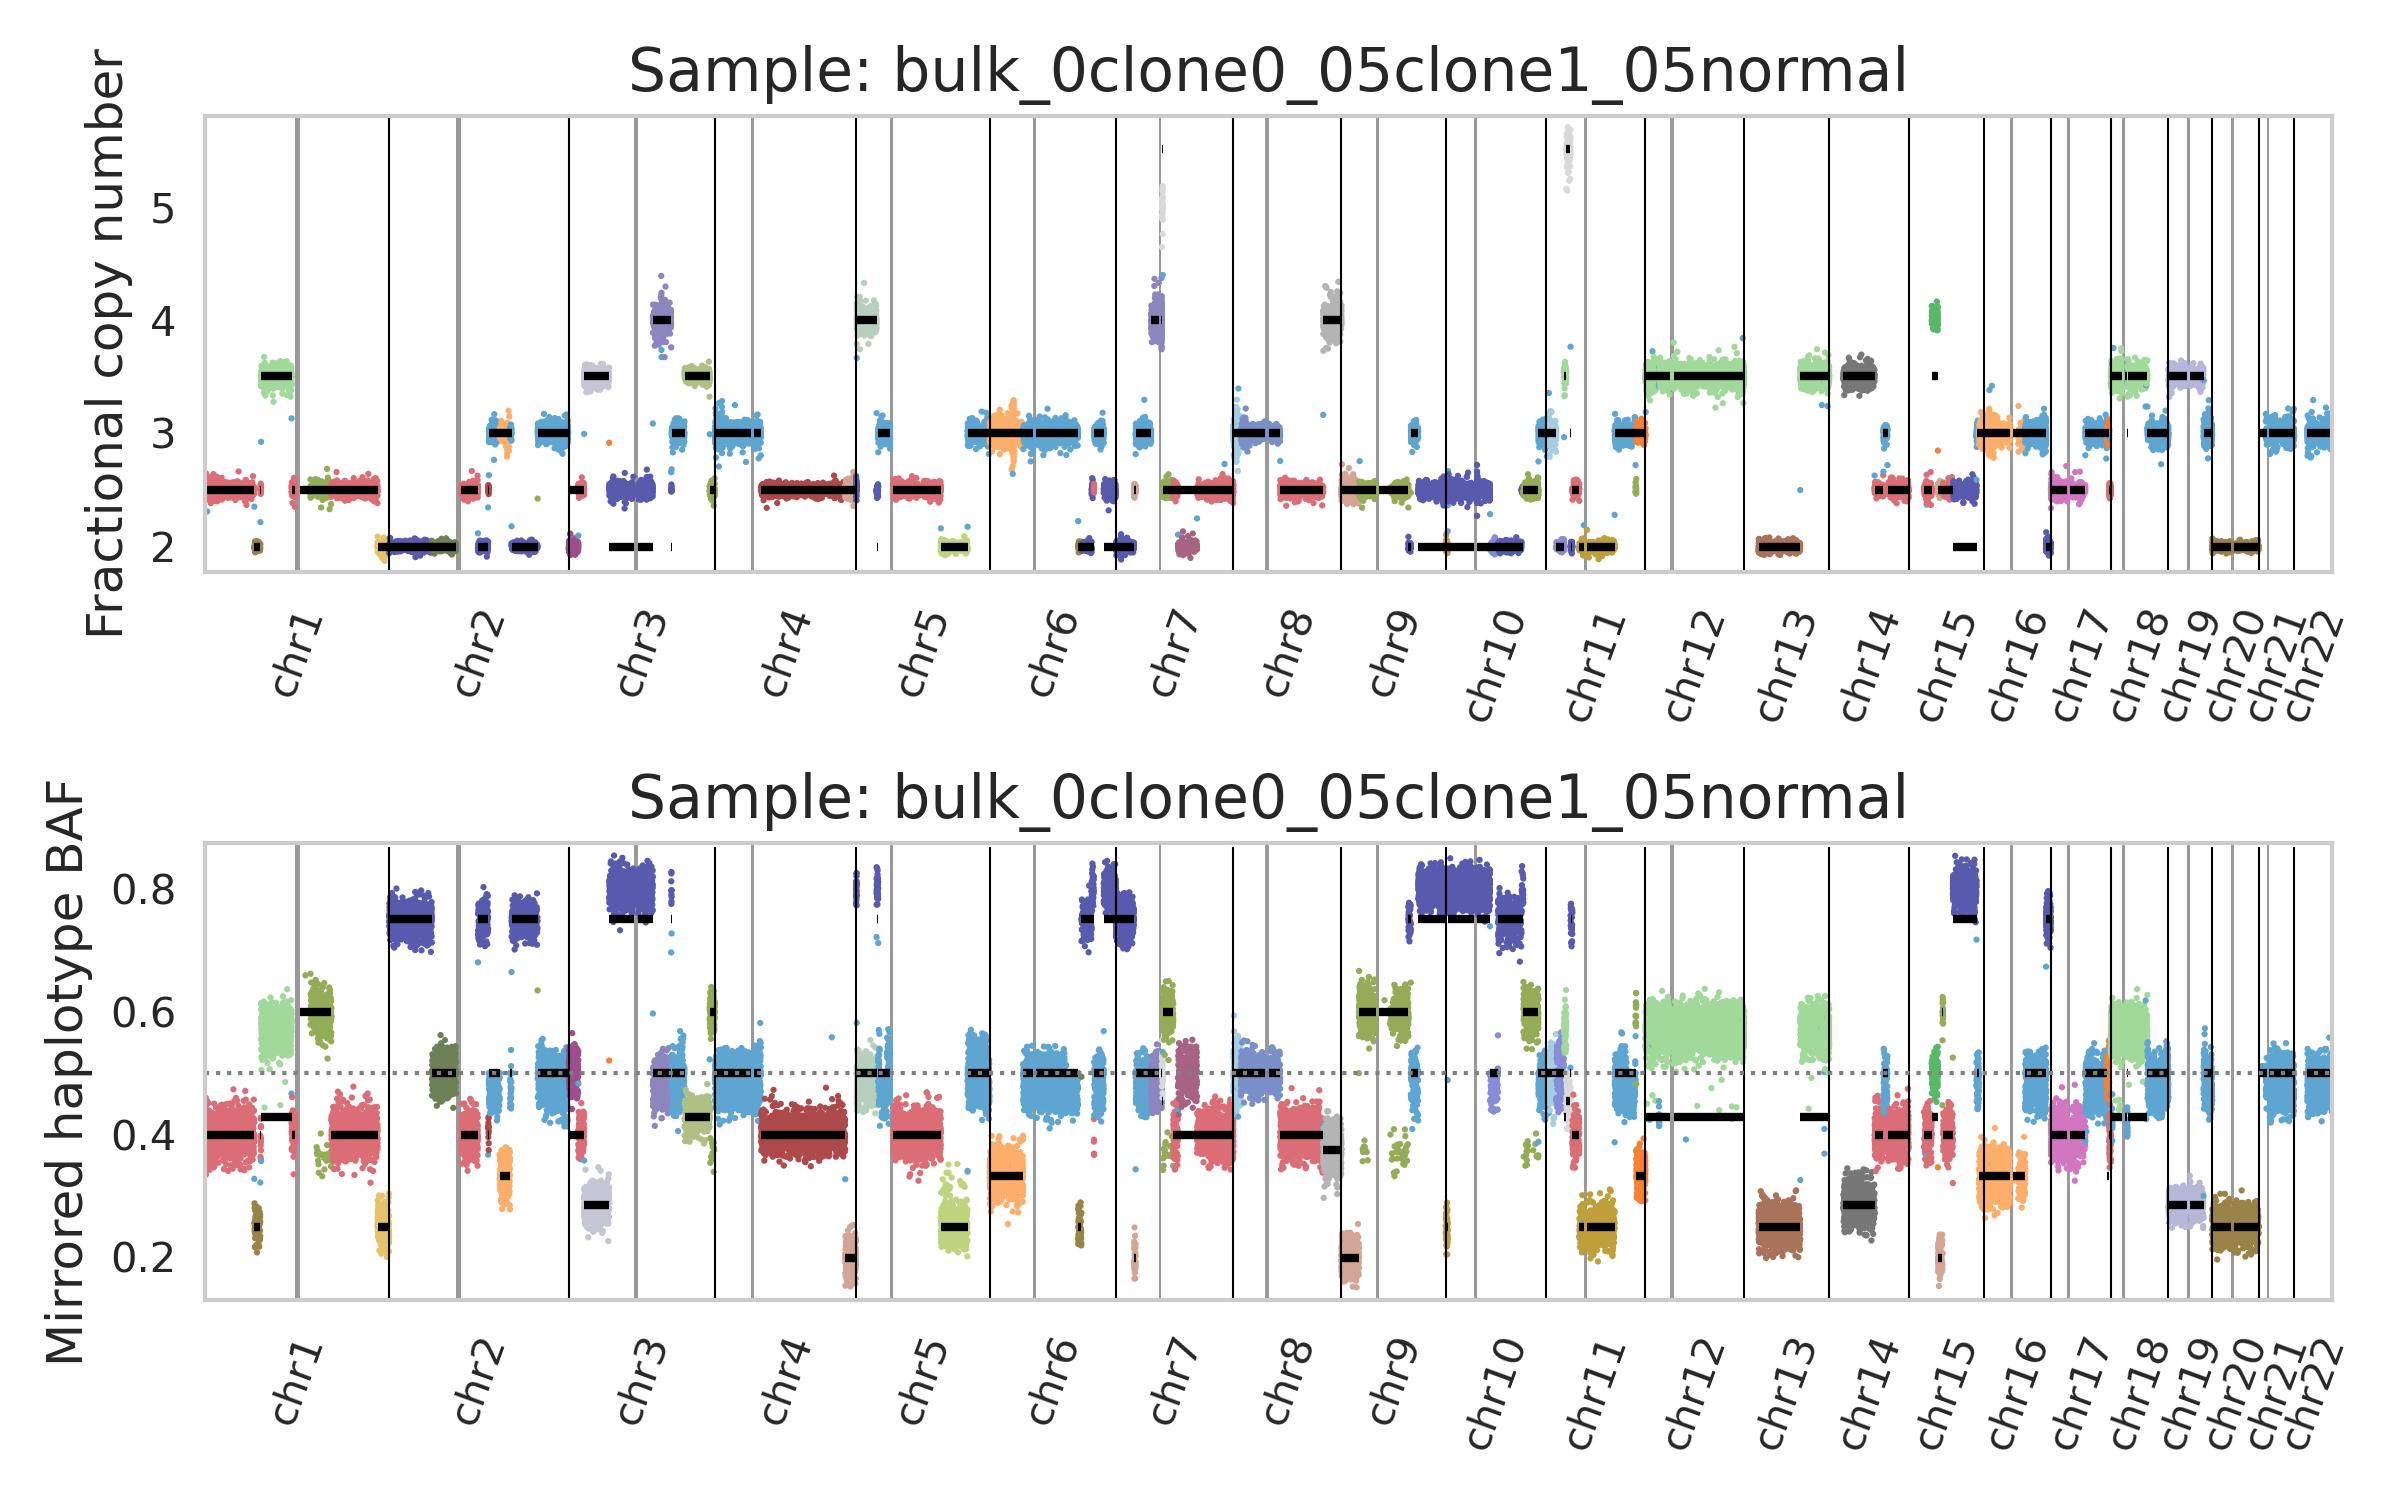 Sample: bulk_0clone0_05clone1_05normal
Fractional copy number
5
4
3
2
chr1
chr2
chr3
chr4
chr5
chr6
chr7
chr8
chr9
chr10
chr11
chr12
chr13
chr14
chr15
chr16
chr17
chr18
chr19
chr20
chr21
chr22
Sample: bulk_0clone0_05clone1_05normal
Mirrored haplotype BAF
0.8
0.6
0.4
0.2
chr1
chr2
chr3
chr4
chr5
chr6
chr7
chr8
chr9
chr10
chr11
chr12
chr13
chr14
chr15
chr16
chr17
chr18
chr19
chr20
chr21
chr22